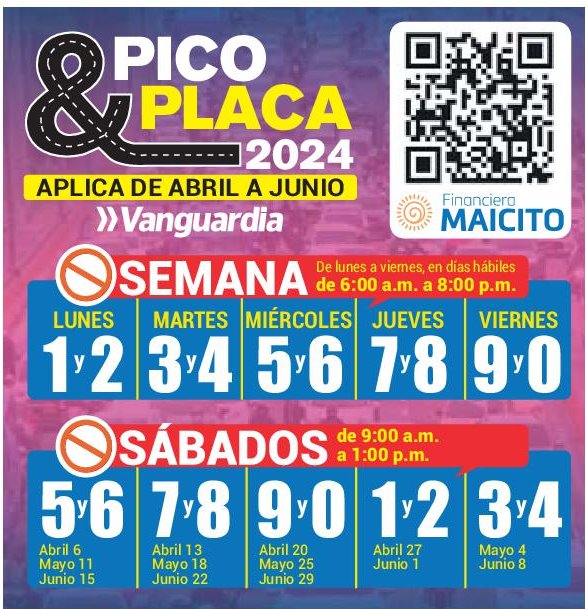 PICO
& PLACA
2024
APLICA DE ABRIL A JUNIO
Vanguardia
Financiera
MAICITO
SEMANA
De lunes a viernes, en días hábiles
de 6:00 a.m. a 8:00 p.m.
LUNES MARTES MIÉRCOLES JUEVES VIERNES
1 y 2 3 y 4 5 y 6 7 y 8 9 y 0
SÁBADOS
de 9:00 a.m.
a 1:00 p.m.
5 y 6 7 y 8 9 y 0 1 y 2 3 y 4
Abril 6 Abril 13 Abril 20 Abril 27 Mayo 4
Mayo 11 Mayo 18 Mayo 25 Junio 1 Junio 8
Junio 15 Junio 22 Junio 29